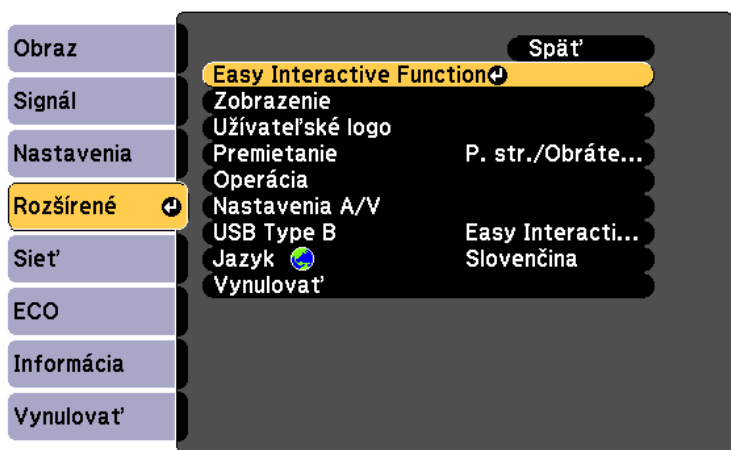 Obraz
Signál
Nastavenia
Rozšírené
Sieť
ECO
Informácia
Vynulovať
Späť
Easy Interactive Function
Zobrazenie
Užívateľské logo
Premietanie P. str./Obráte...
Operácia
Nastavenia A/V
USB Type B Easy Interacti...
Jazyk Slovenčina
Vynulovať